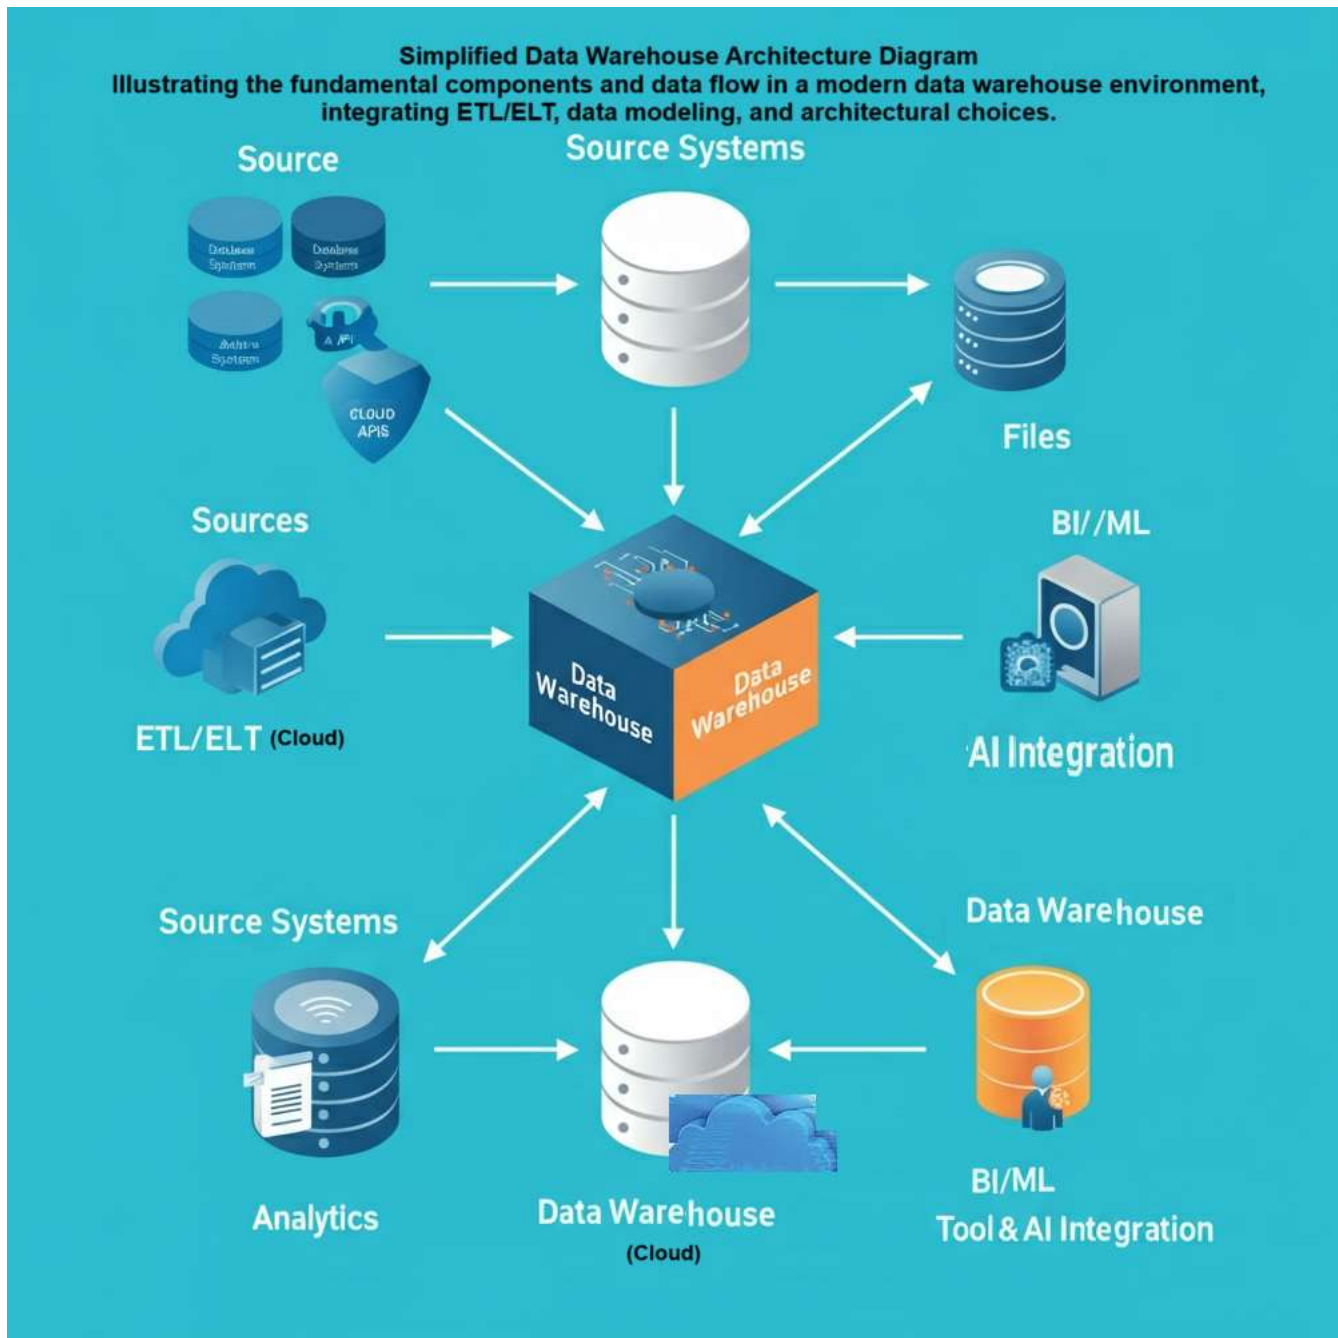 Simplified Data Warehouse Architecture Diagram
Illustrating the fundamental components and data flow in a modern data warehouse environment,
integrating ETL/ELT, data modeling, and architectural choices.
Source
Source Systems
CLOUD
APIS
Files
Sources
BI//ML
Data
Warehouse
Data
Warehouse
ETL/ELT (Cloud)
AI Integration
Source Systems
Data Warehouse
Analytics
Data Warehouse
(Cloud)
BI/ML
Tool & AI Integration